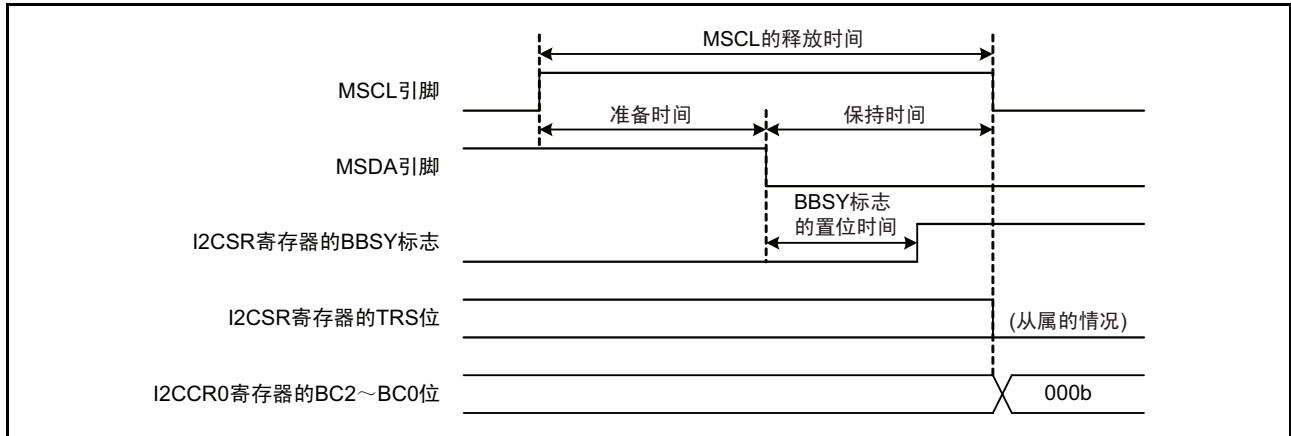 MSCL的释放时间
MSCL引脚
准备时间
保持时间
MSDA引脚
BBSY标志
的置位时间
I2CSR寄存器的BBSY标志
I2CSR寄存器的TRS位
(从属的情况)
I2CCR0寄存器的BC2～BC0位
000b